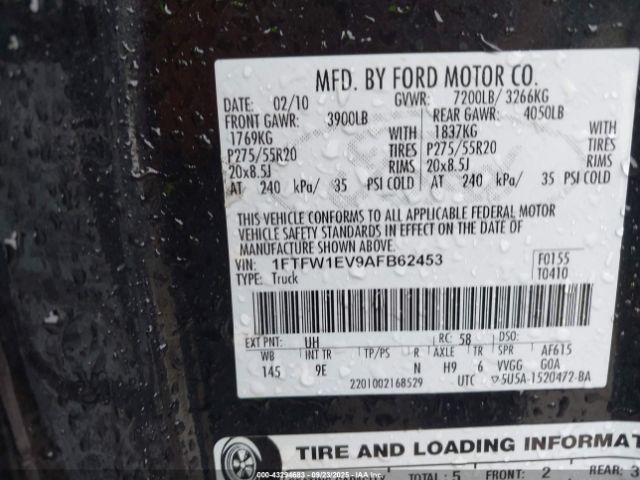 MFD. BY FORD MOTOR CO.
DATE: 02/10 GVWR: 7200LB/ 3266KG
FRONT GAWR: 3900LB REAR GAWR: 4050LB
1769KG WITH 1837KG WITH
P275/55R20 TIRES P275/55R20 TIRES
20x8.5J RIMS 20x8.5J RIMS
AT 240 kPa/ 35 PSI COLD AT 240 kPa/ 35 PSI COLD
THIS VEHICLE CONFORMS TO ALL APPLICABLE FEDERAL MOTOR
VEHICLE SAFETY STANDARDS IN EFFECT ON THE DATE OF
MANUFACTURE SHOWN ABOVE.
VIN: 1FTFW1EV9AFB62453 F0155
TYPE: Truck T0410
EXT PNT: UH RC: 58 DSO:
WB INT TR TP/PS R AXLE TR SPR AF615
145 9E N H9 6 VVGG GOA
2201002168529 UTC ▽5U5A-1520472-BA
TIRE AND LOADING INFORMAT
TOTAL: 5 FRONT: 2 REAR: 3
000-43294683 - 09/23/2025 - IAAI.COM